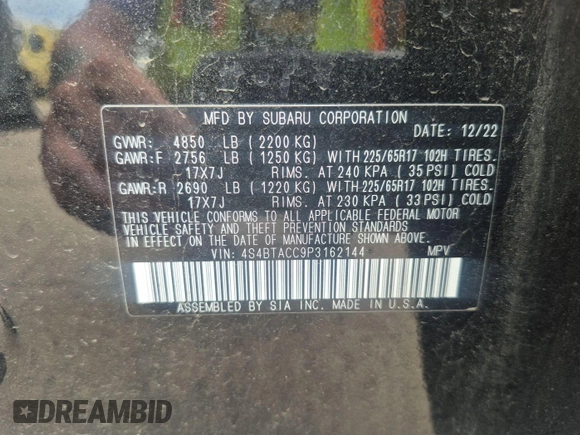 MFD BY SUBARU CORPORATION
DATE: 12/22
GVWR: 4850 LB ( 2200 KG)
GAWR:F 2756 LB ( 1250 KG) WITH 225/65R17 102H TIRES.
17X7J RIMS. AT 240 KPA ( 35 PSI) COLD
GAWR:R 2690 LB ( 1220 KG) WITH 225/65R17 102H TIRES.
17X7J RIMS. AT 230 KPA ( 33 PSI) COLD
THIS VEHICLE CONFORMS TO ALL APPLICABLE FEDERAL MOTOR
VEHICLE SAFETY AND THEFT PREVENTION STANDARDS
IN EFFECT ON THE DATE OF MANUFACTURE SHOWN ABOVE.
VIN: 4S4BTACC9P3162144 MPV
ASSEMBLED BY SIA INC. MADE IN U.S.A.
DREAMBID